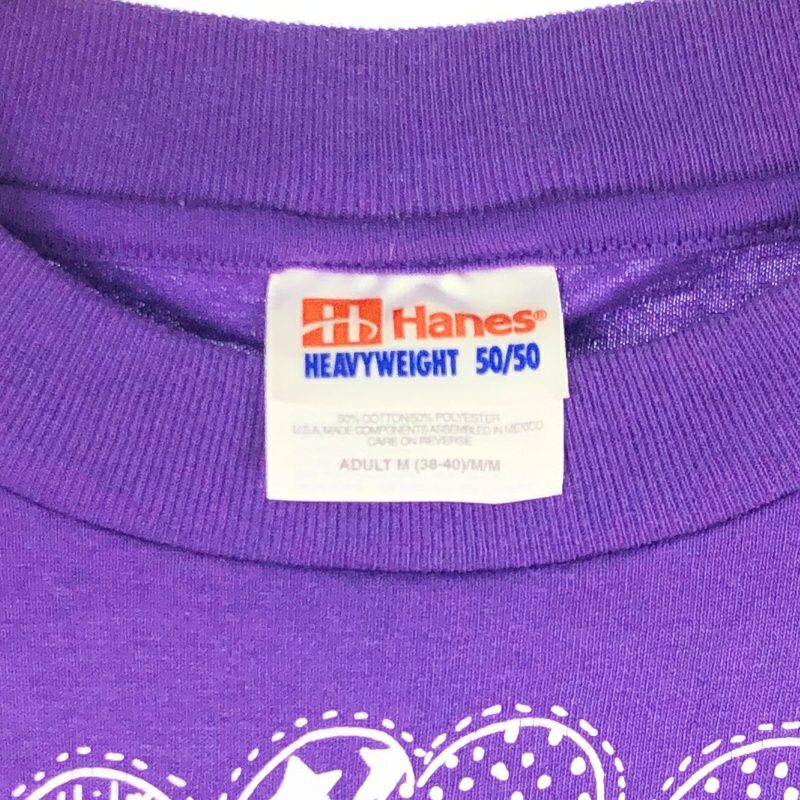 Hanes®
HEAVYWEIGHT 50/50
50% COTTON/50% POLYESTER
U.S.A. MADE COMPONENTS ASSEMBLED IN MEXICO
CARE ON REVERSE
ADULT M (38-40)/M/M